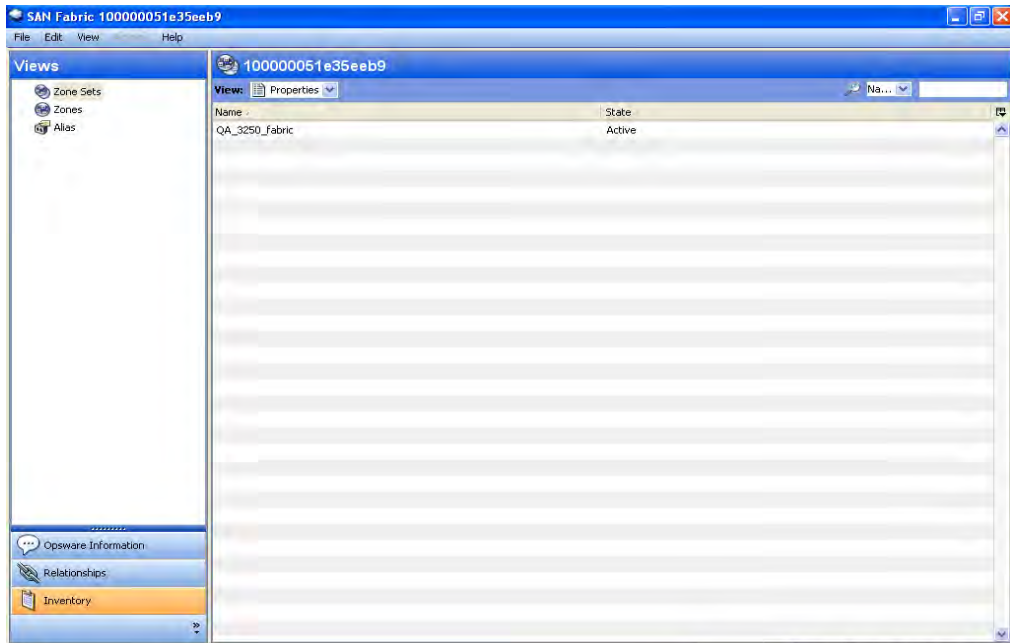 SAN Fabric 100000051e35eeb9
File Edit View Help
Views
Zone Sets
Zones
Alias
Opsware Information
Relationships
Inventory
100000051e35eeb9
View: Properties Na...
Name State
QA_3250_fabric Active